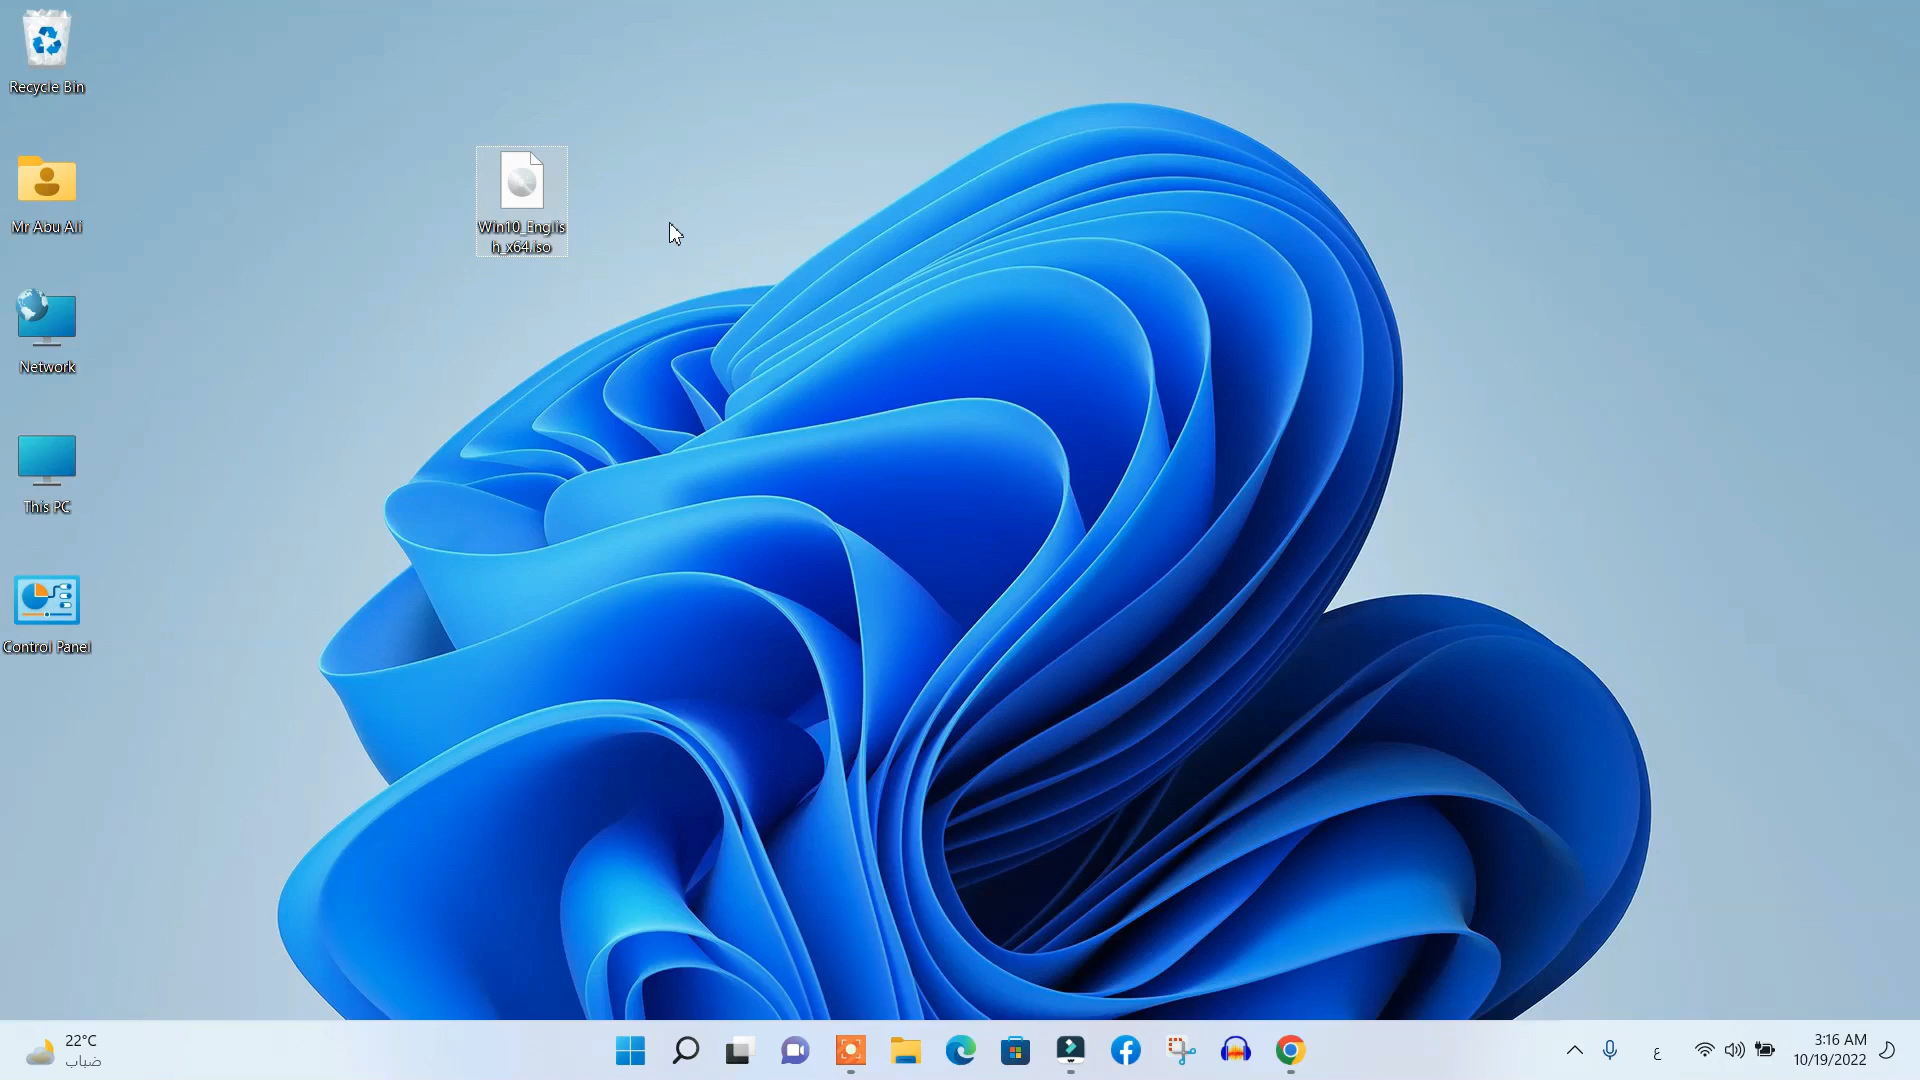 Recycle Bin
Mr Abu Ali
Network
This PC
Control Panel
Win10_Englis
h_x64.iso
22°C
ضباب
ع
3:16 AM
10/19/2022